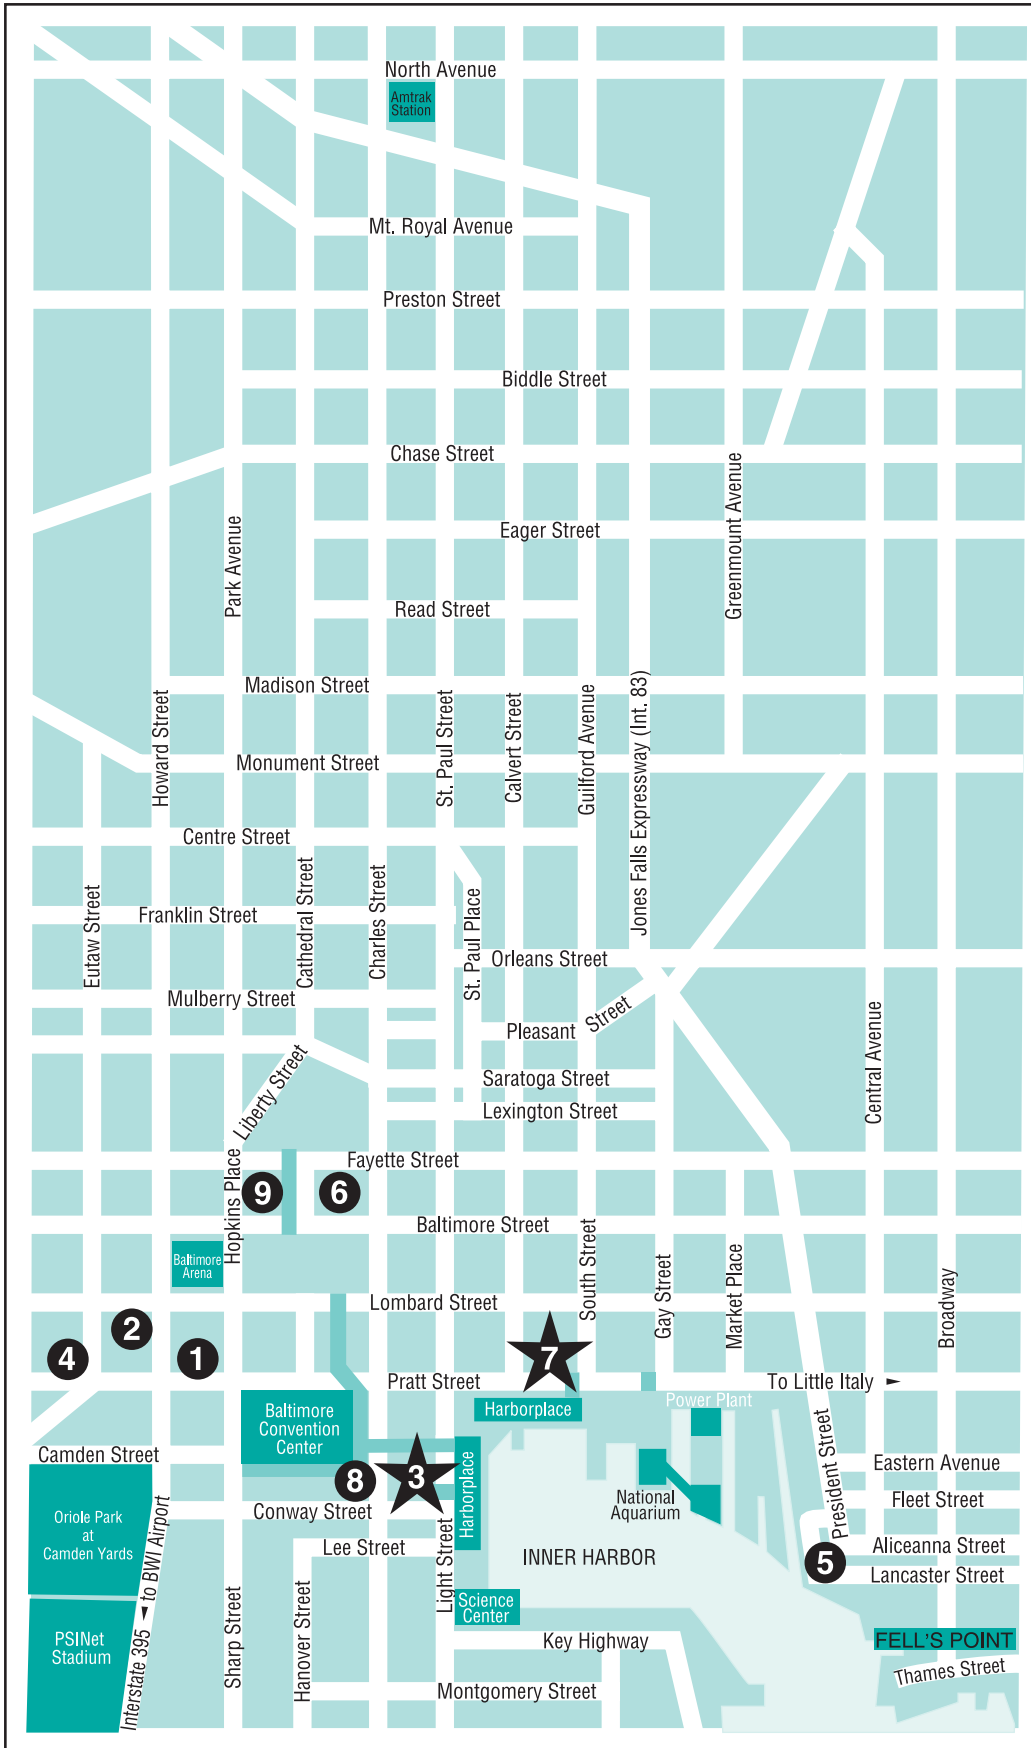 North Avenue
Amtrak
Station
Mt. Royal Avenue
Preston Street
Biddle Street
Chase Street
Greenmount Avenue
Park Avenue
Eager Street
Read Street
Madison Street
Howard Street
St. Paul Street
Calvert Street
Guilford Avenue
Jones Falls Expressway (Int. 83)
Monument Street
Centre Street
Eutaw Street
Franklin Street
Cathedral Street
Charles Street
St. Paul Place
Orleans Street
Mulberry Street
Pleasant Street
Central Avenue
Liberty Street
Saratoga Street
Lexington Street
Fayette Street
Hopkins Place
9
6
Baltimore Street
Baltimore
Arena
South Street
Gay Street
Market Place
Broadway
Lombard Street
2
4
1
7
Pratt Street
To Little Italy
Harborplace
Power Plant
Baltimore
Convention
Center
Camden Street
8
3
Harborplace
National
Aquarium
President Street
Eastern Avenue
Fleet Street
Oriole Park
at
Camden Yards
Conway Street
Lee Street
Light Street
INNER HARBOR
5
Aliceanna Street
Lancaster Street
Interstate 395 to BWI Airport
Sharp Street
Hanover Street
Science
Center
PSINet
Stadium
Key Highway
FELL'S POINT
Thames Street
Montgomery Street